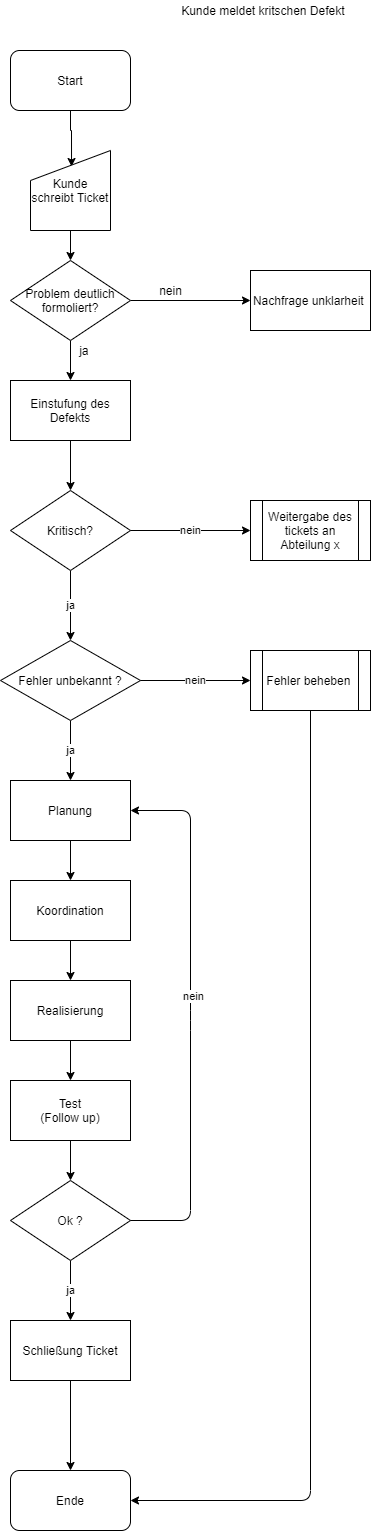 Kunde meldet kritschen Defekt
Start
Kunde
schreibt Ticket
Problem deutlich
formoliert?
nein
Nachfrage unklarheit
ja
Einstufung des
Defekts
Kritisch?
nein
Weitergabe des
tickets an
Abteilung x
ja
Fehler unbekannt ?
nein
Fehler beheben
ja
Planung
Koordination
nein
Realisierung
Test
(Follow up)
Ok ?
ja
Schließung Ticket
Ende